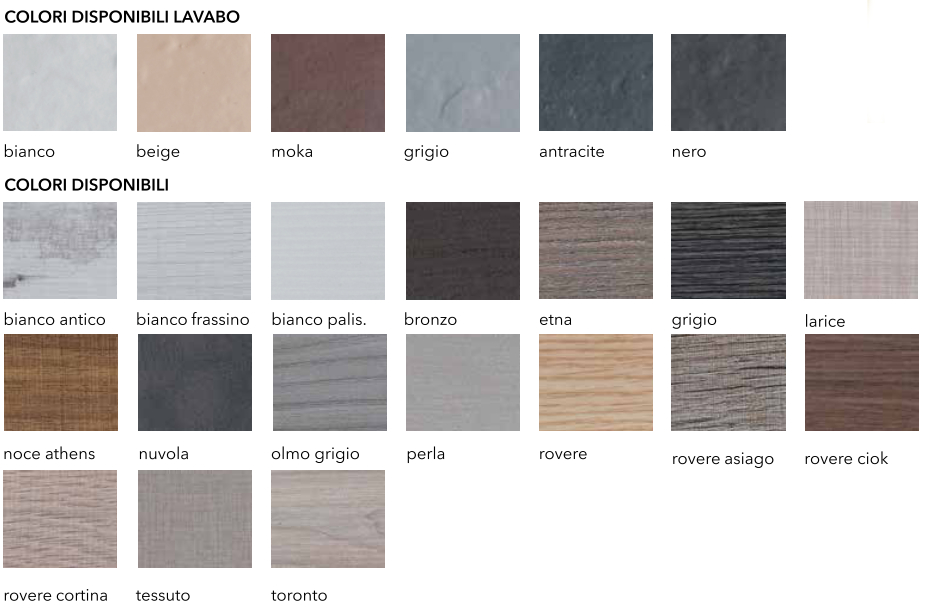 COLORI DISPONIBILI LAVABO
bianco beige moka grigio antracite nero
COLORI DISPONIBILI
bianco antico bianco frassino bianco palis. bronzo etna grigio larice
noce athens nuvola olmo grigio perla rovere rovere asiago rovere ciok
rovere cortina tessuto toronto